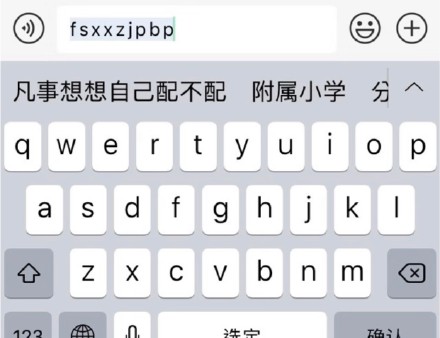 fsxxzjpbp
凡事想想自己配不配 附属小学
q w e r t y u i o p
a s d f g h j k l
z x c v b n m
123 选定 确认